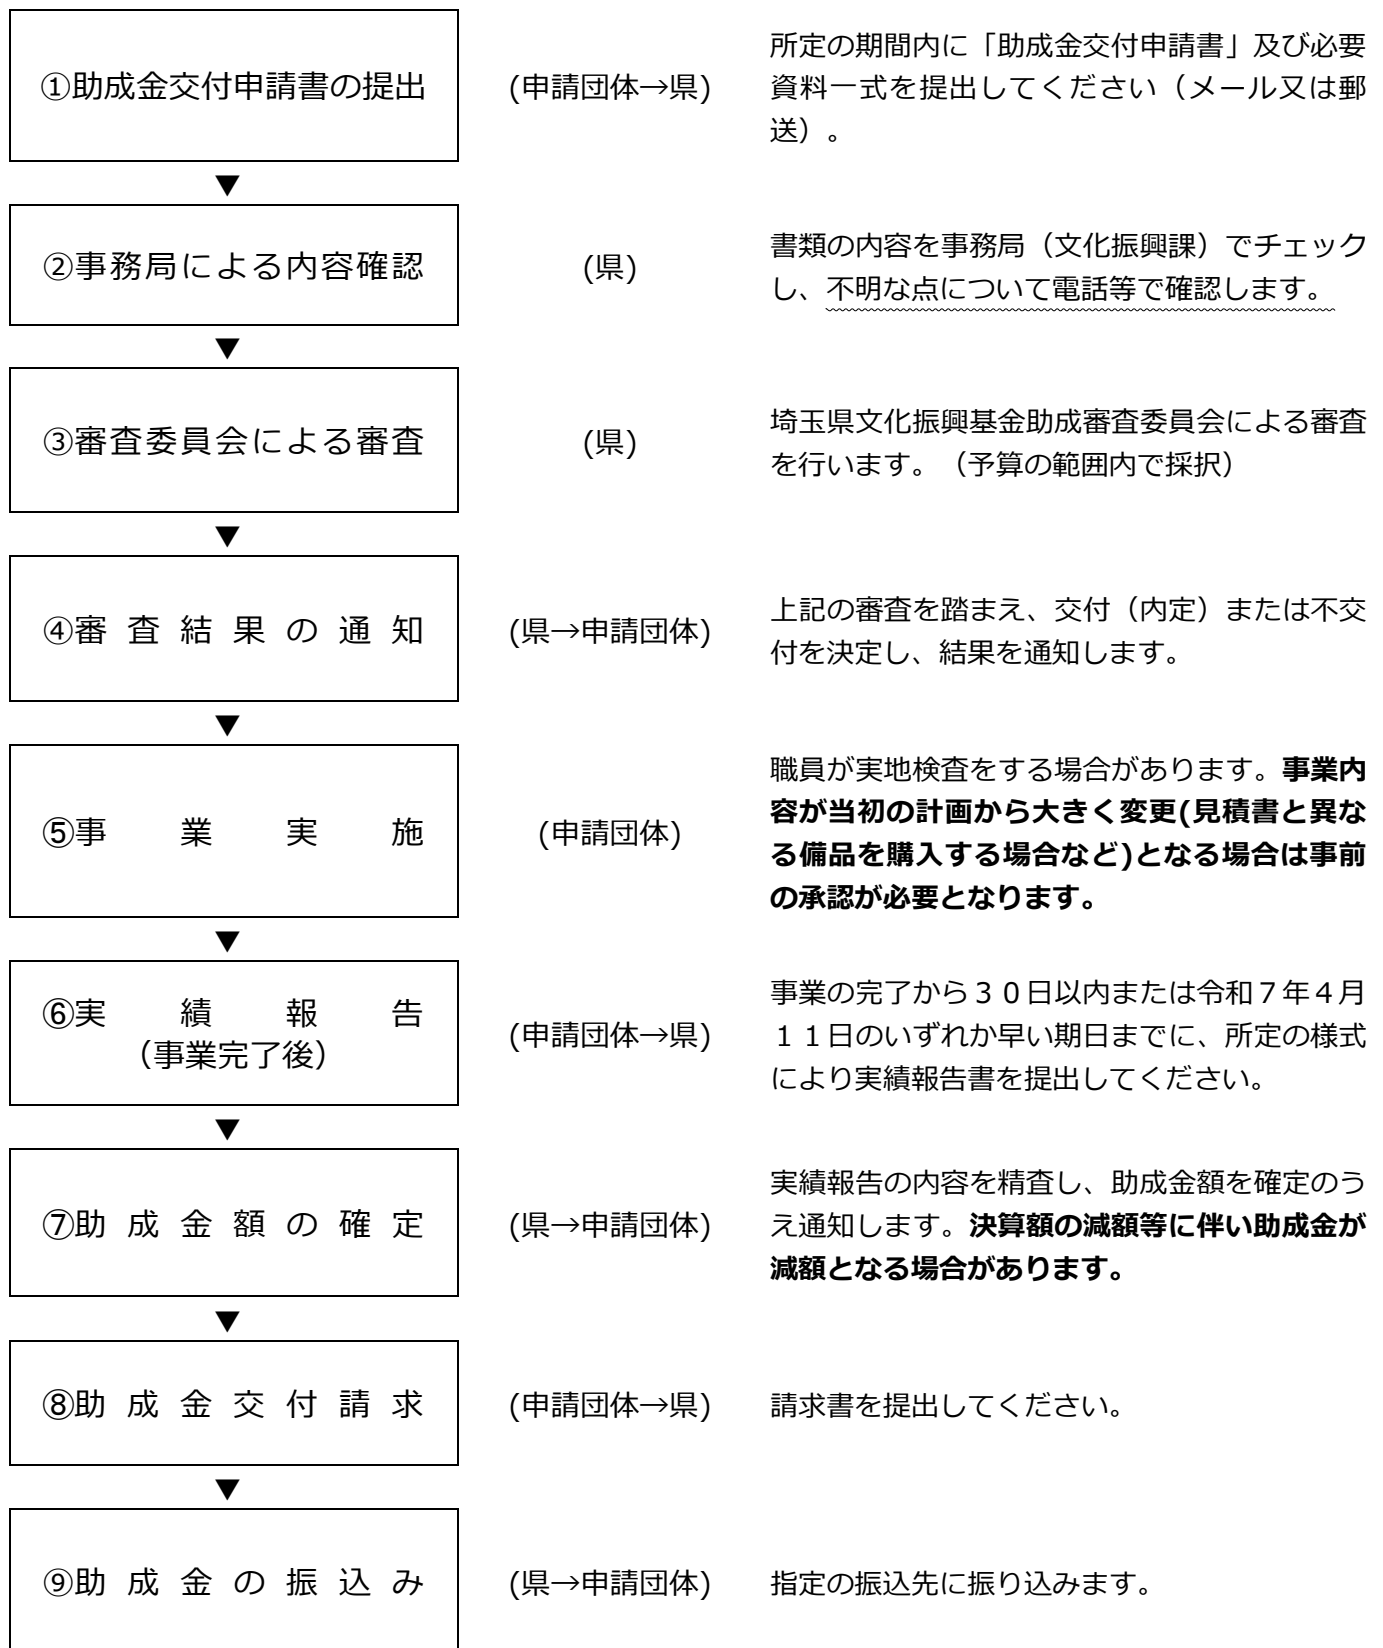 ①助成金交付申請書の提出
(申請団体→県)
所定の期間内に「助成金交付申請書」及び必要
資料一式を提出してください（メール又は郵
送）。
▼
②事務局による内容確認
(県)
書類の内容を事務局（文化振興課）でチェック
し、不明な点について電話等で確認します。
▼
③審査委員会による審査
(県)
埼玉県文化振興基金助成審査委員会による審査
を行います。（予算の範囲内で採択）
▼
④審査結果の通知
(県→申請団体)
上記の審査を踏まえ、交付（内定）または不交
付を決定し、結果を通知します。
▼
⑤事業実施
(申請団体)
職員が実地検査をする場合があります。事業内
容が当初の計画から大きく変更(見積書と異な
る備品を購入する場合など)となる場合は事前
の承認が必要となります。
▼
⑥実績報告
（事業完了後）
(申請団体→県)
事業の完了から３０日以内または令和７年４月
１１日のいずれか早い期日までに、所定の様式
により実績報告書を提出してください。
▼
⑦助成金額の確定
(県→申請団体)
実績報告の内容を精査し、助成金額を確定のう
え通知します。決算額の減額等に伴い助成金が
減額となる場合があります。
▼
⑧助成金交付請求
(申請団体→県)
請求書を提出してください。
▼
⑨助成金の振込み
(県→申請団体)
指定の振込先に振り込みます。